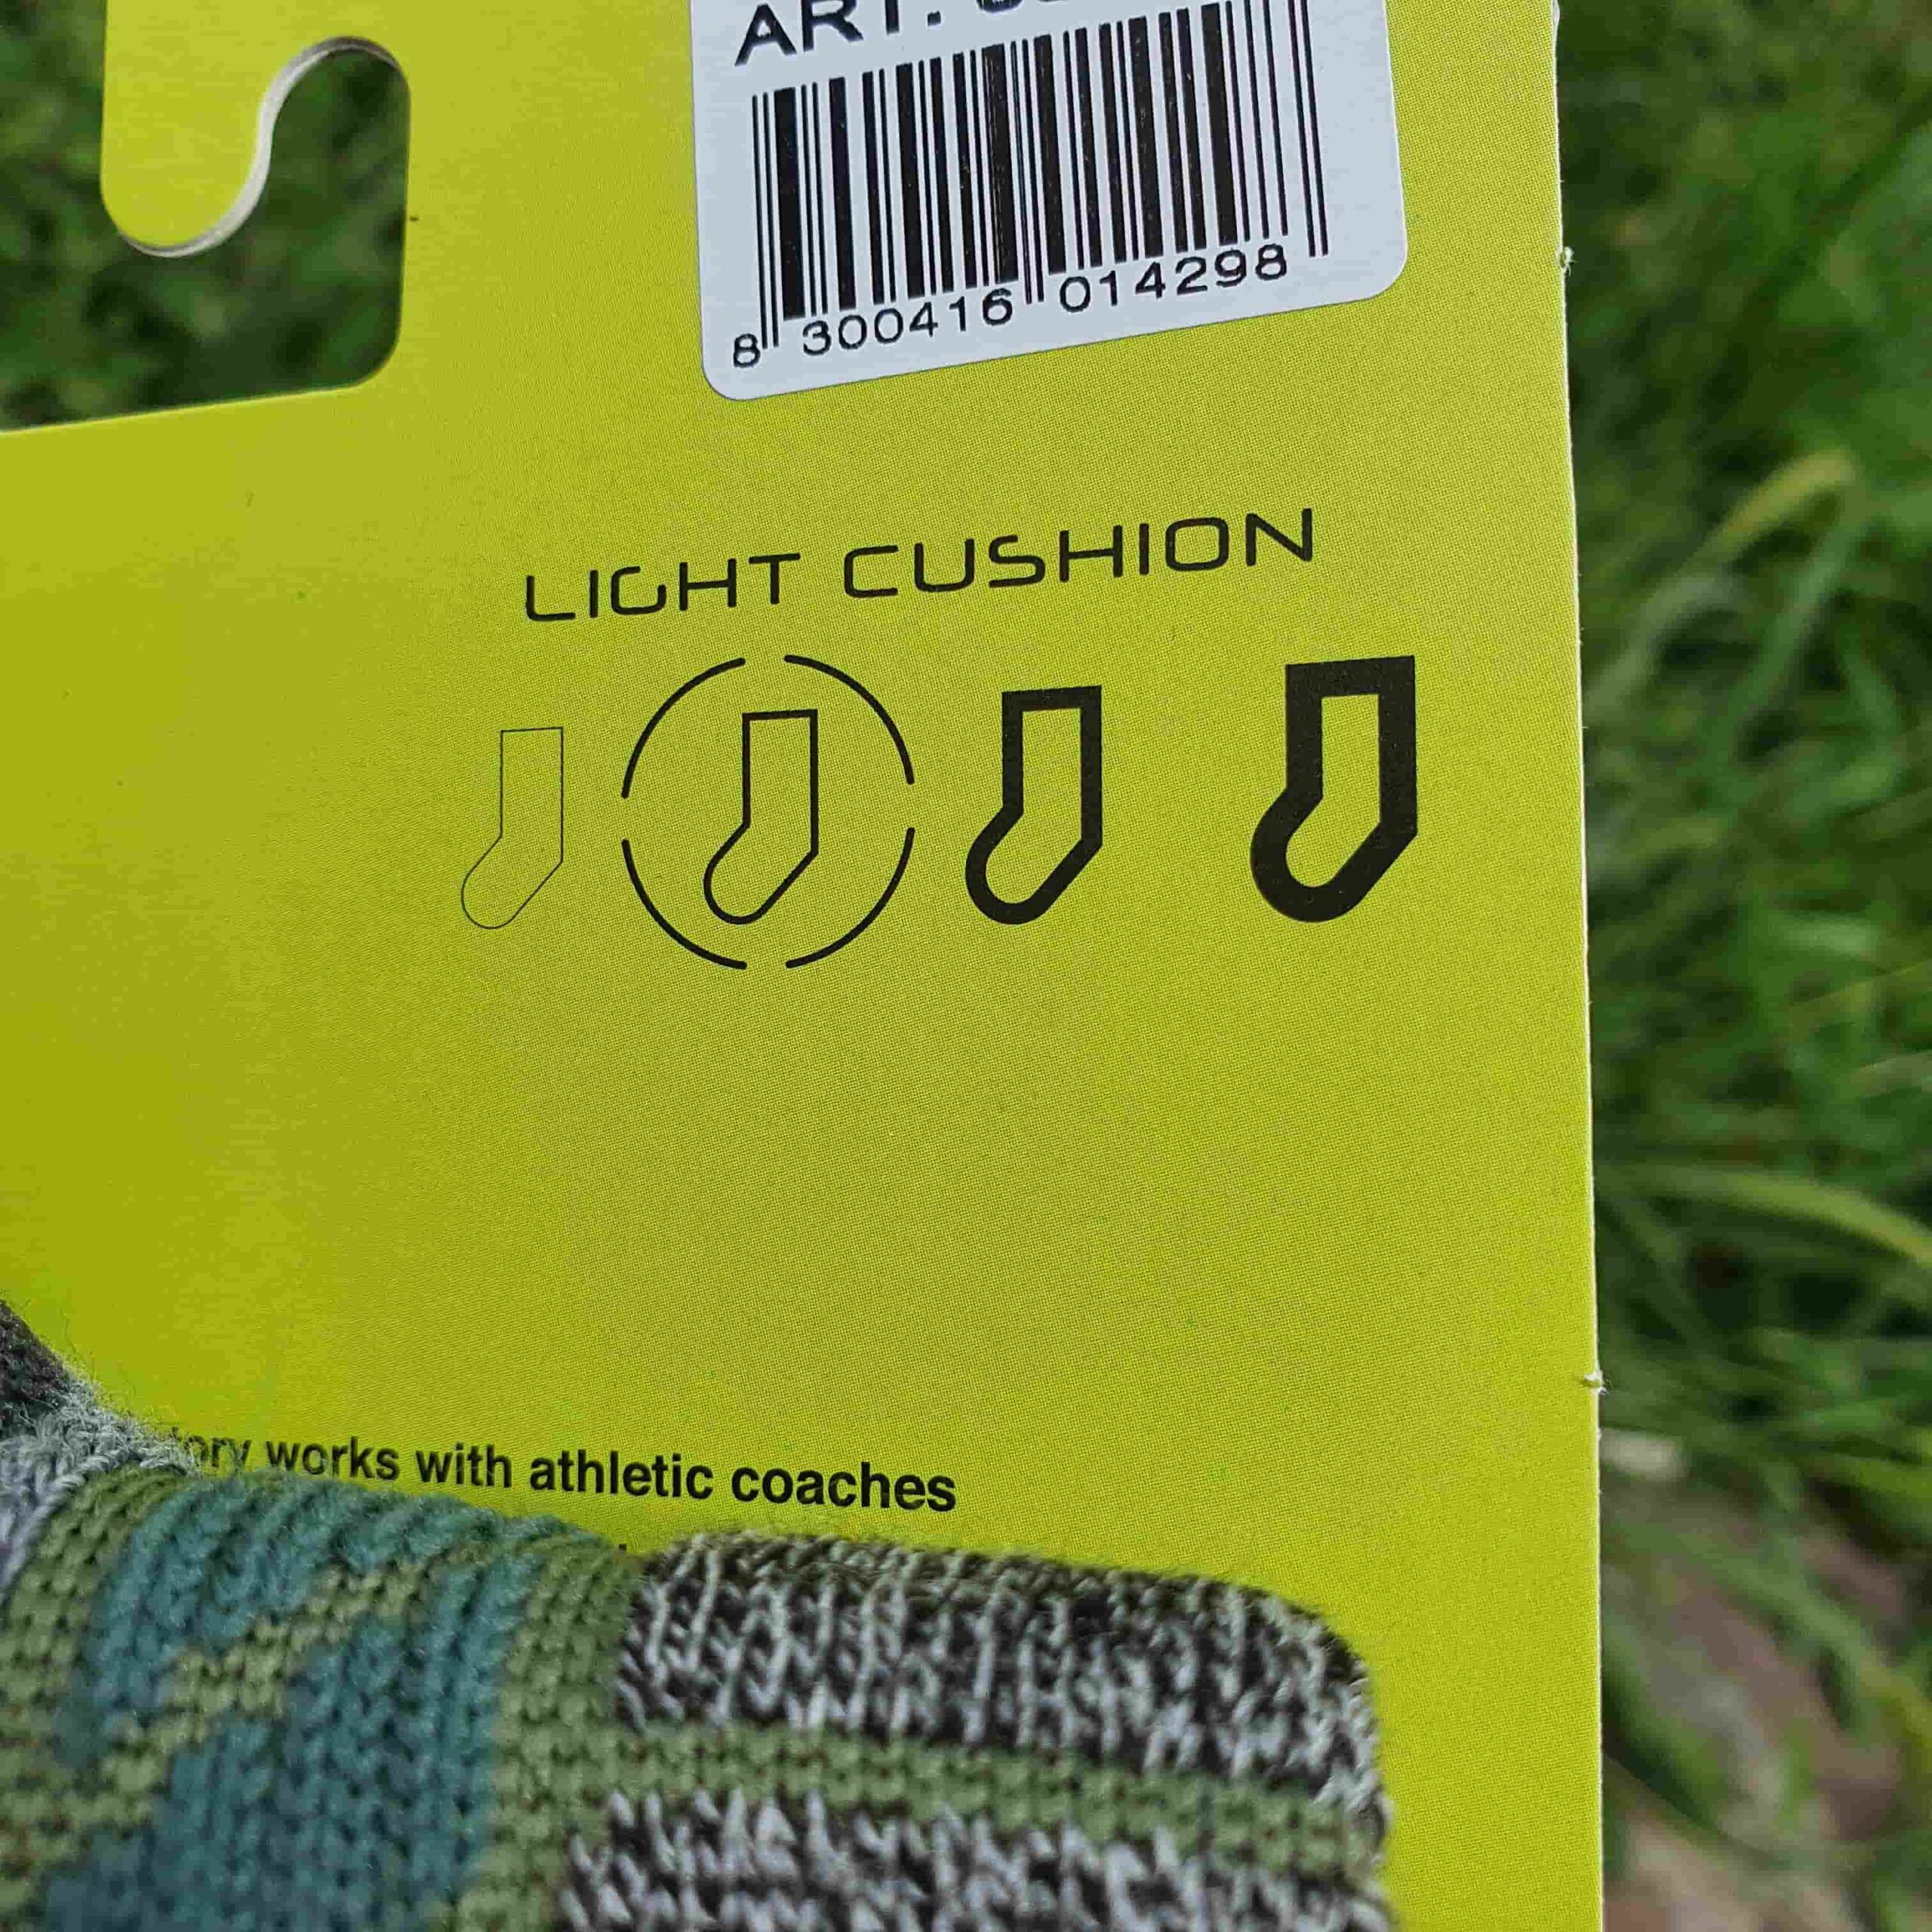 ART.
8 300416 014298
LIGHT CUSHION
works with athletic coaches